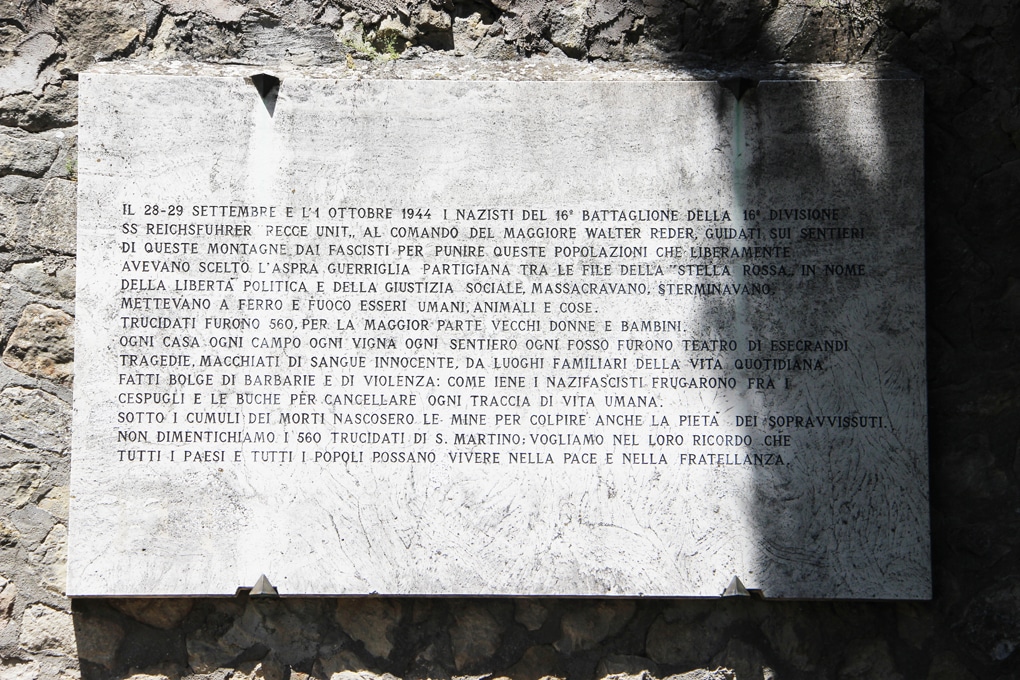 IL 28-29 SETTEMBRE E L'1 OTTOBRE 1944 I NAZISTI DEL 16° BATTAGLIONE DELLA 16ª DIVISIONE
SS REICHSFUHRER RECCE UNIT,, AL COMANDO DEL MAGGIORE WALTER REDER, GUIDATI SUI SENTIERI
DI QUESTE MONTAGNE DAI FASCISTI PER PUNIRE QUESTE POPOLAZIONI CHE LIBERAMENTE
AVEVANO SCELTO L'ASPRA GUERRIGLIA PARTIGIANA TRA LE FILE DELLA "STELLA ROSSA,, IN NOME
DELLA LIBERTÀ POLITICA E DELLA GIUSTIZIA SOCIALE, MASSACRAVANO, STERMINAVANO,
METTEVANO A FERRO E FUOCO ESSERI UMANI, ANIMALI E COSE.
TRUCIDATI FURONO 560, PER LA MAGGIOR PARTE VECCHI DONNE E BAMBINI.
OGNI CASA OGNI CAMPO OGNI VIGNA OGNI SENTIERO OGNI FOSSO FURONO TEATRO DI ESECRANDI
TRAGEDIE, MACCHIATI DI SANGUE INNOCENTE, DA LUOGHI FAMILIARI DELLA VITA QUOTIDIANA,
FATTI BOLGE DI BARBARIE E DI VIOLENZA: COME IENE I NAZIFASCISTI FRUGARONO FRA I
CESPUGLI E LE BUCHE PER CANCELLARE OGNI TRACCIA DI VITA UMANA.
SOTTO I CUMULI DEI MORTI NASCOSERO LE MINE PER COLPIRE ANCHE LA PIETÀ DEI SOPRAVVISSUTI.
NON DIMENTICHIAMO I 560 TRUCIDATI DI S. MARTINO: VOGLIAMO NEL LORO RICORDO CHE
TUTTI I PAESI E TUTTI I POPOLI POSSANO VIVERE NELLA PACE E NELLA FRATELLANZA.